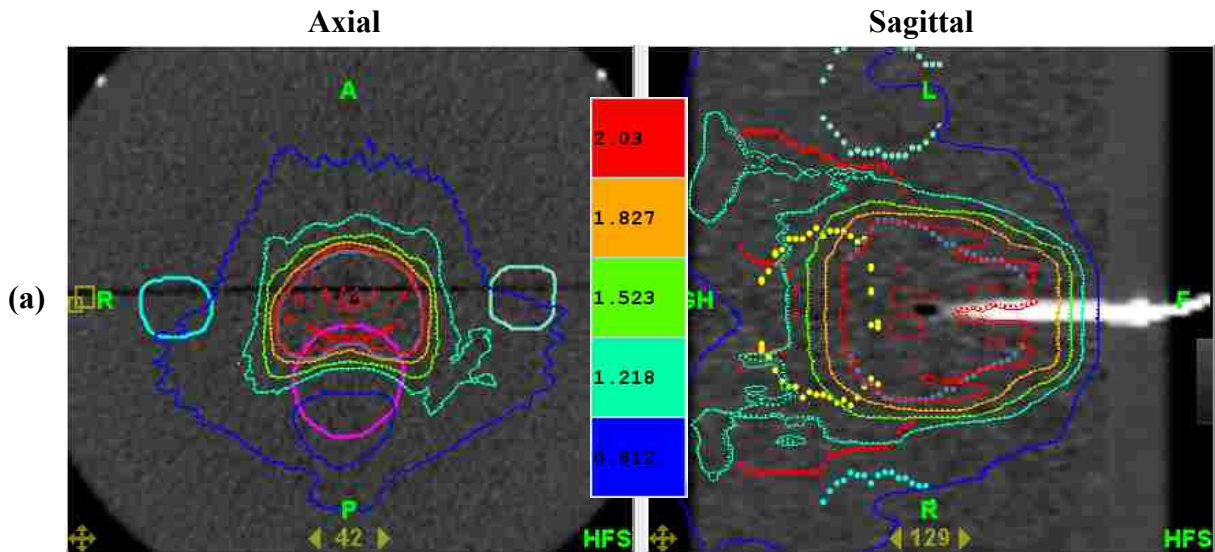 Axial
Sagittal
A
L
2.03
1.827
1.523
1.218
0.812
(a)
R
F
P
R
42
HFS
129
HFS